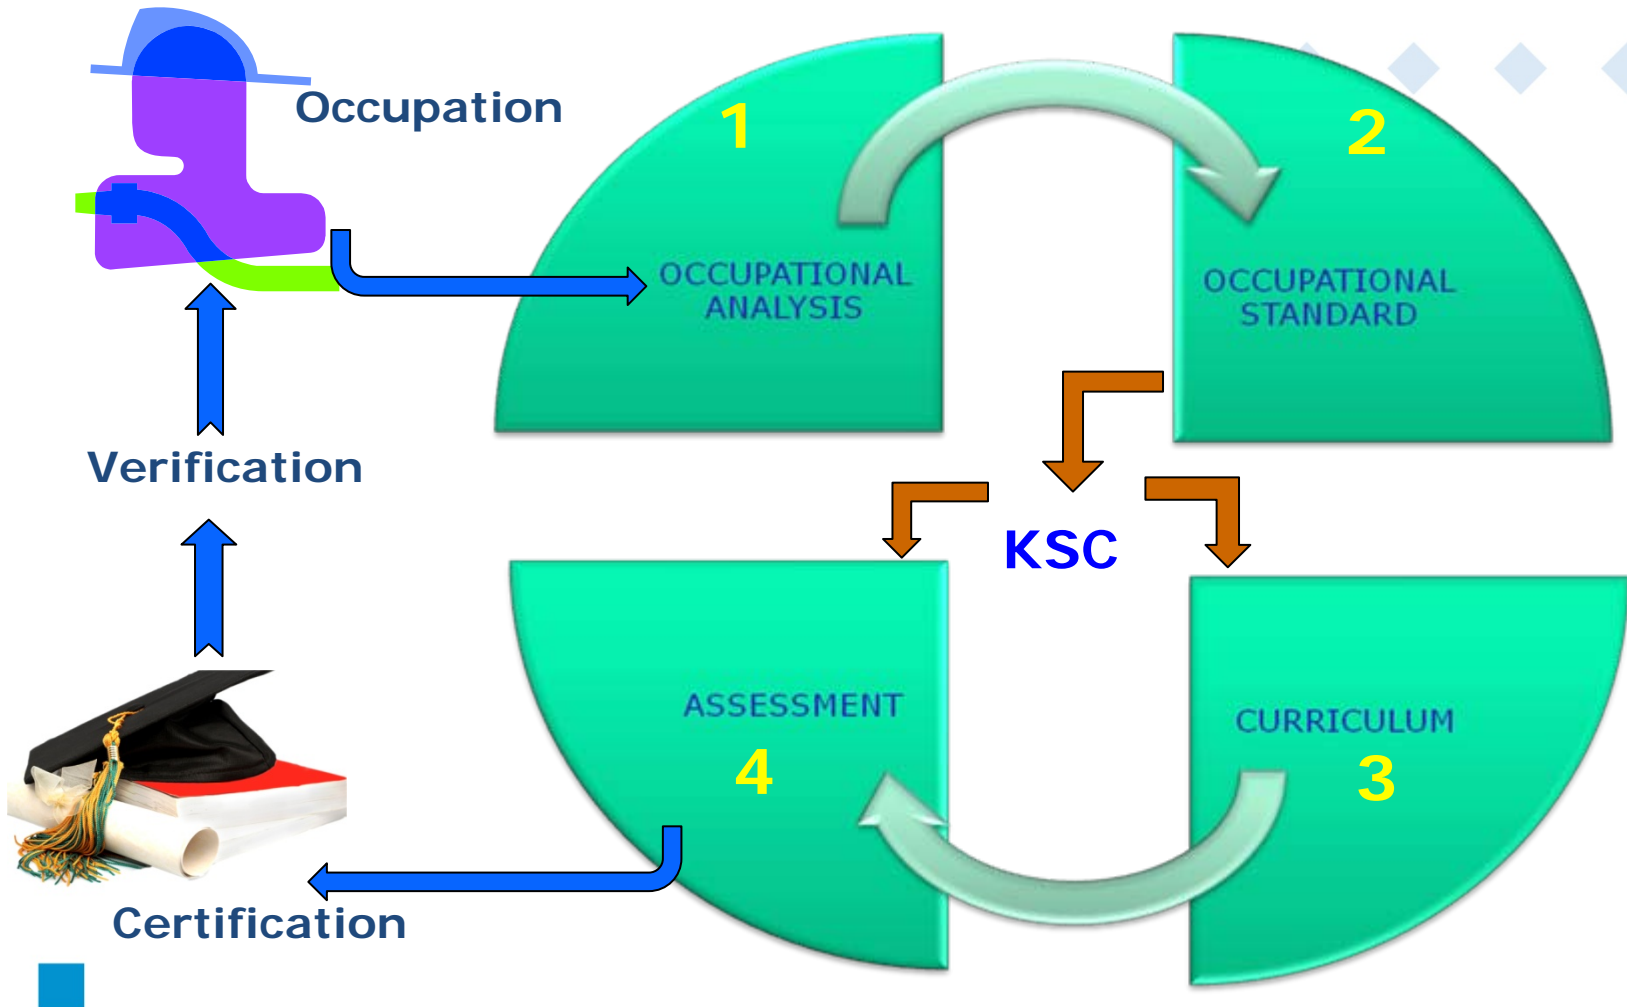 Occupation
1
OCCUPATIONAL
ANALYSIS
2
OCCUPATIONAL
STANDARD
Verification
KSC
ASSESSMENT
4
CURRICULUM
3
Certification